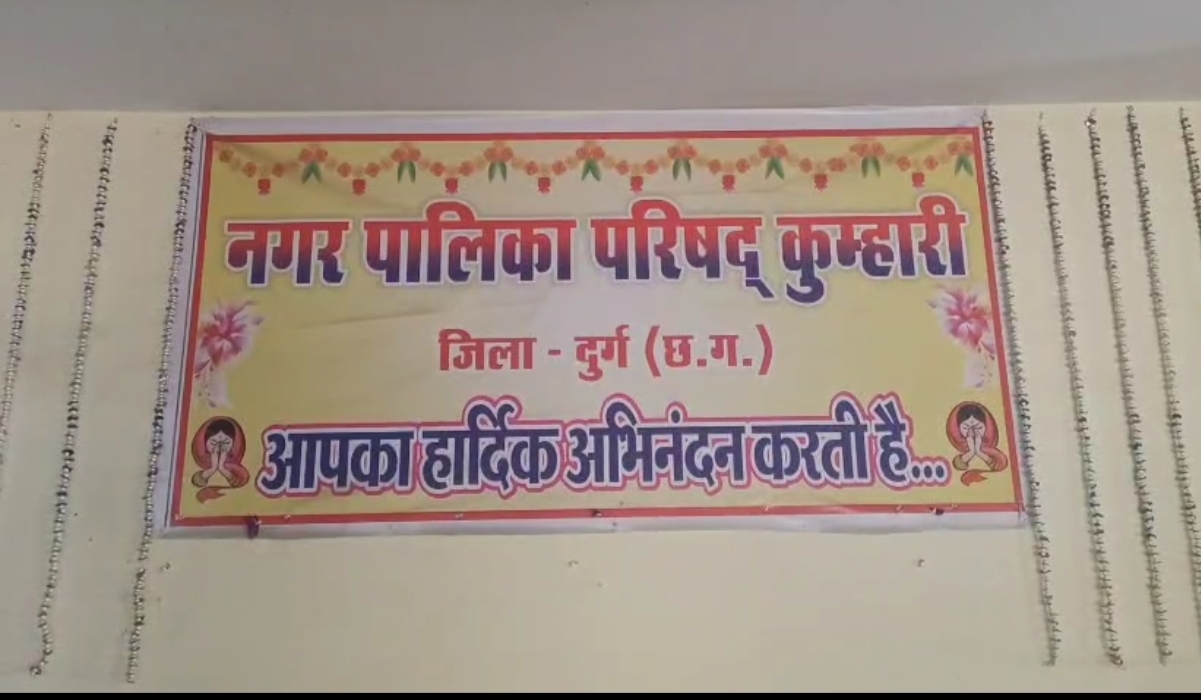 नगर पालिका परिषद् कुम्हारी
जिला - दुर्ग (छ.ग.)
आपका हार्दिक अभिनंदन करती है...